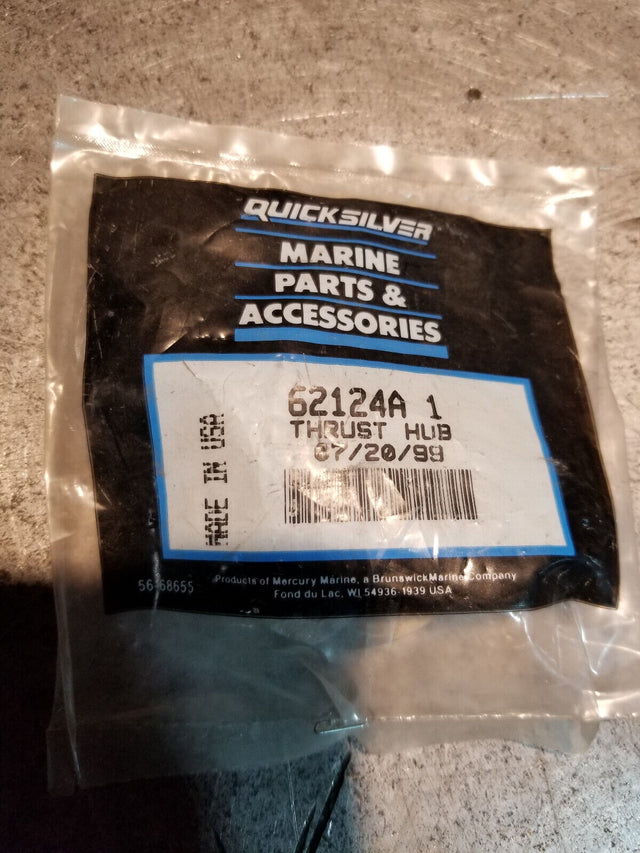 QUICKSILVER
MARINE
PARTS &
ACCESSORIES
62124A 1
THRUST HUB
07/20/99
MADE IN USA
56-68655
Products of Mercury Marine, a Brunswick Marine Company
Fond du Lac, WI 54936-1939 USA